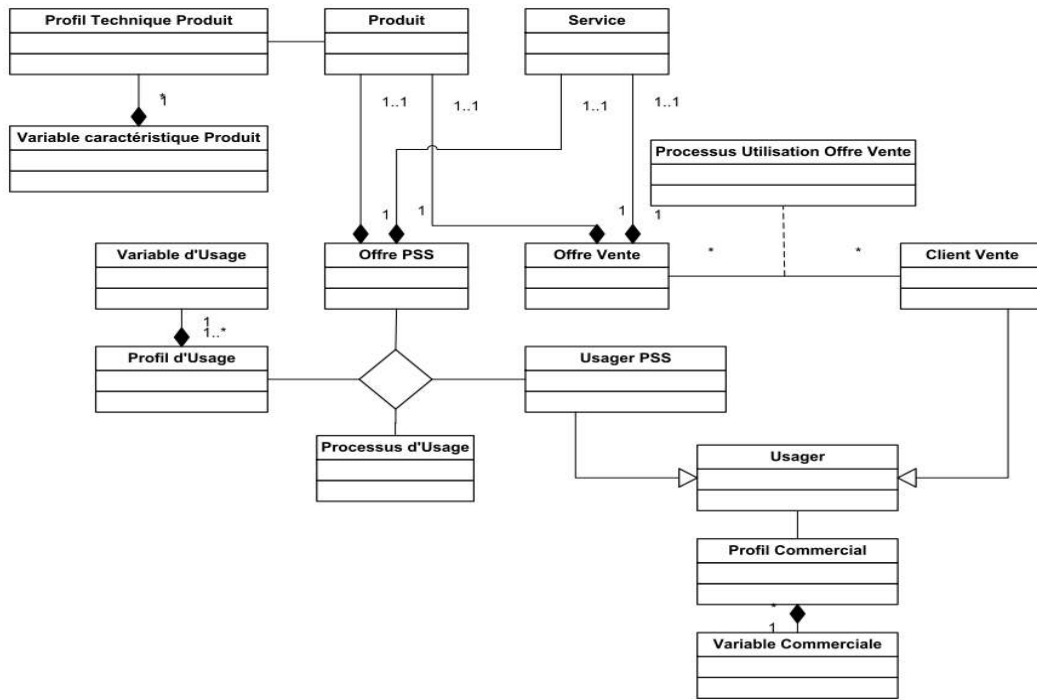 Profil Technique Produit
Produit
Service
*
1
1..1
1..1
1..1
1..1
Variable caractéristique Produit
Processus Utilisation Offre Vente
1
1
1
1
Variable d'Usage
Offre PSS
Offre Vente
*
*
Client Vente
1
1..*
Profil d'Usage
Usager PSS
Processus d'Usage
Usager
Profil Commercial
*
1
Variable Commerciale